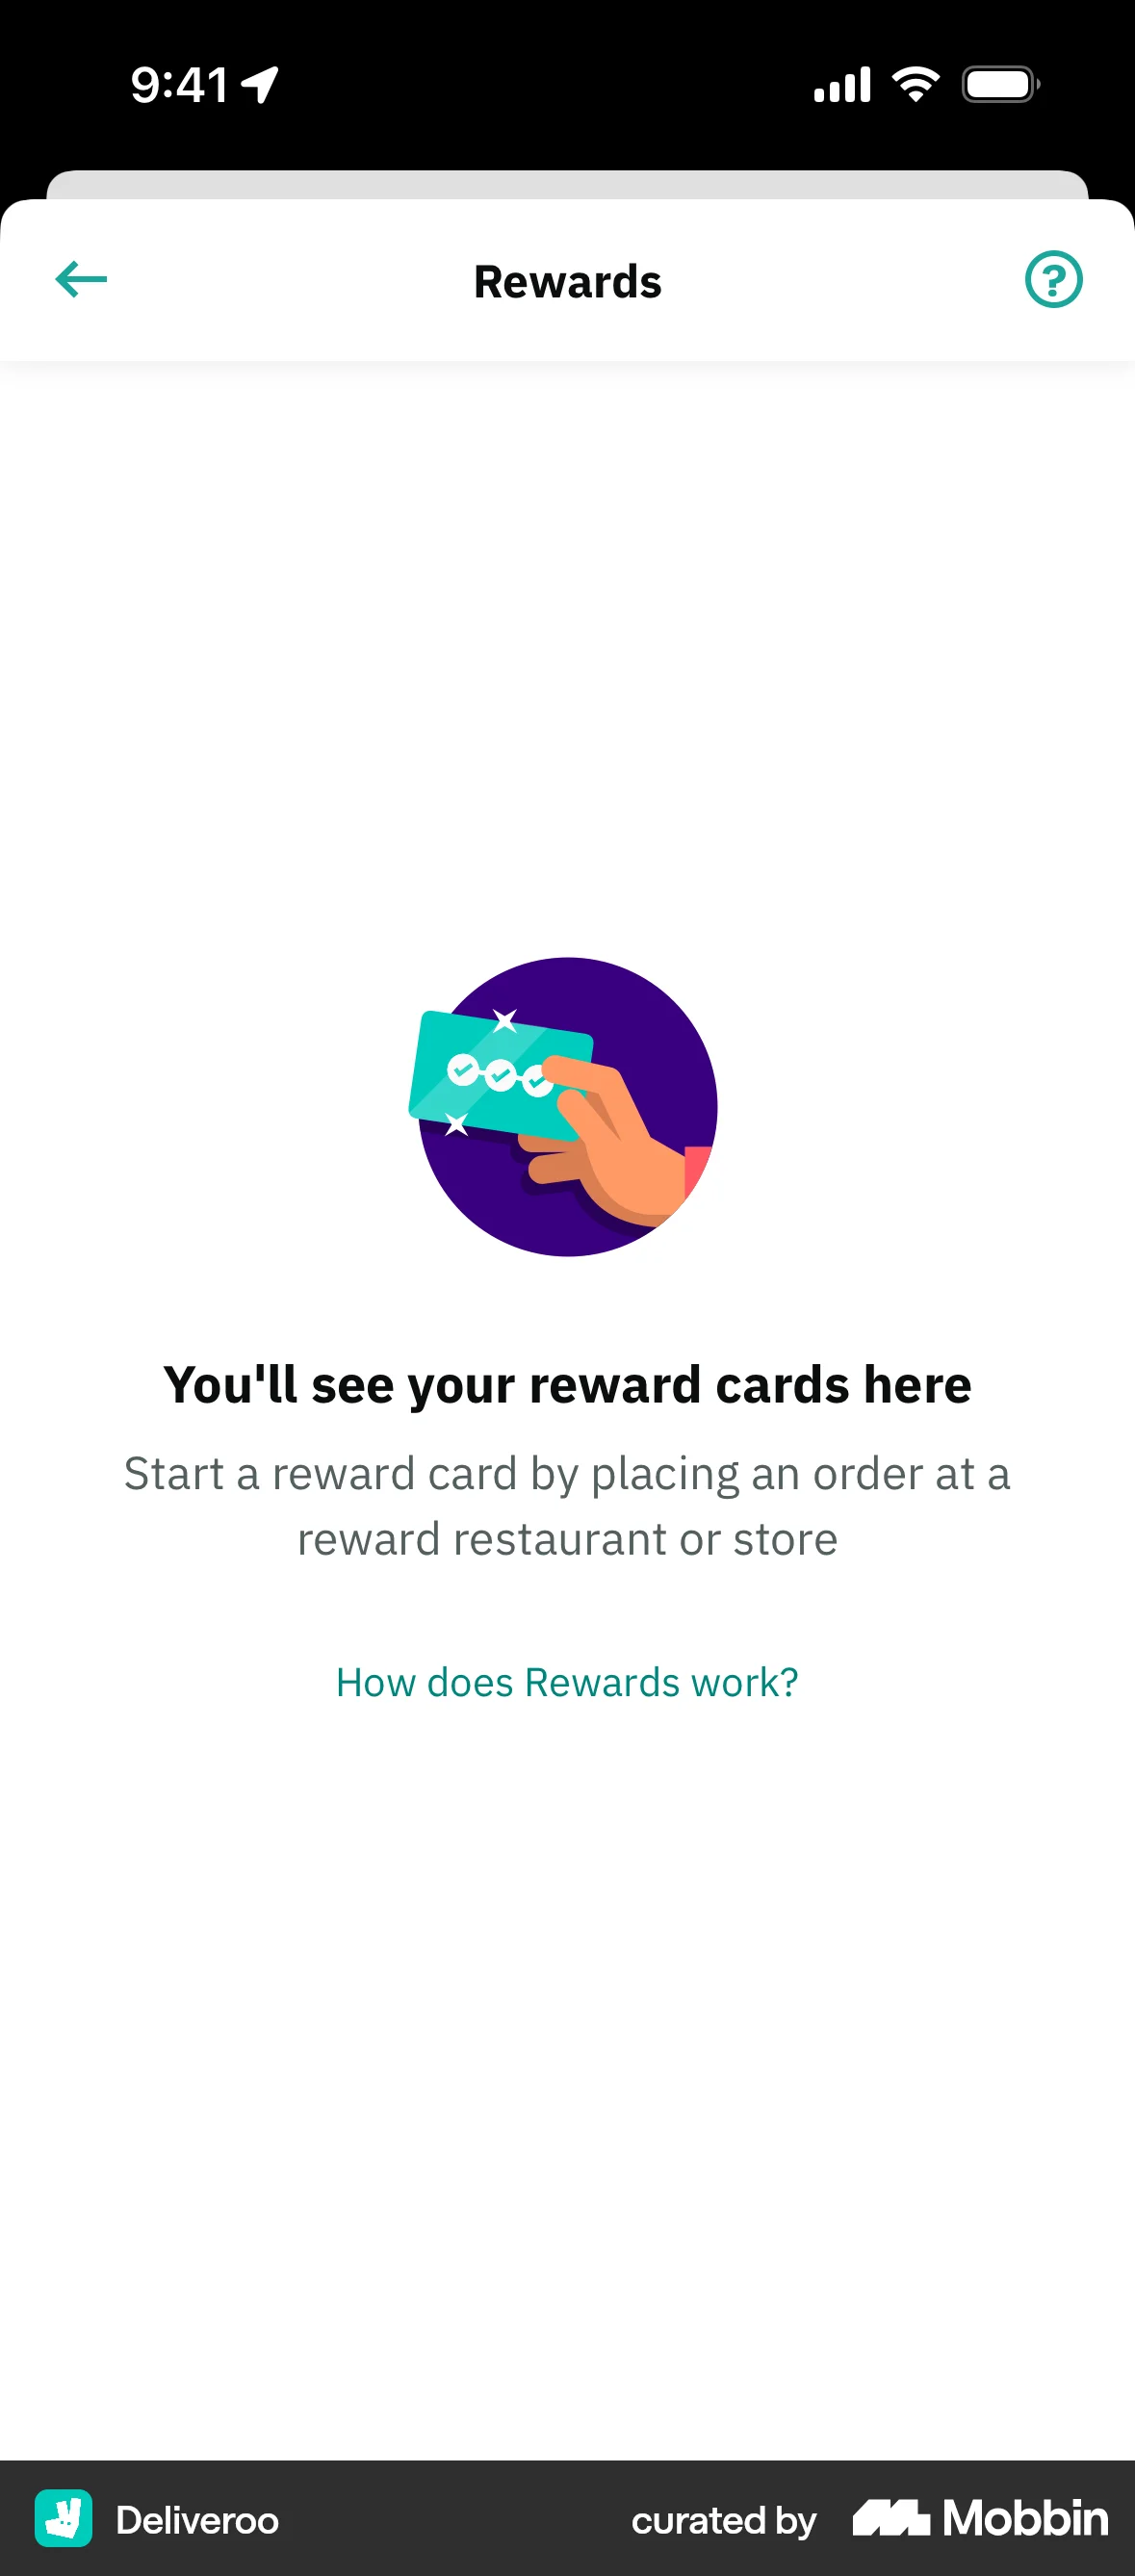 9:41
Rewards
?
You'll see your reward cards here
Start a reward card by placing an order at a
reward restaurant or store
How does Rewards work?
Deliveroo
curated by Mobbin